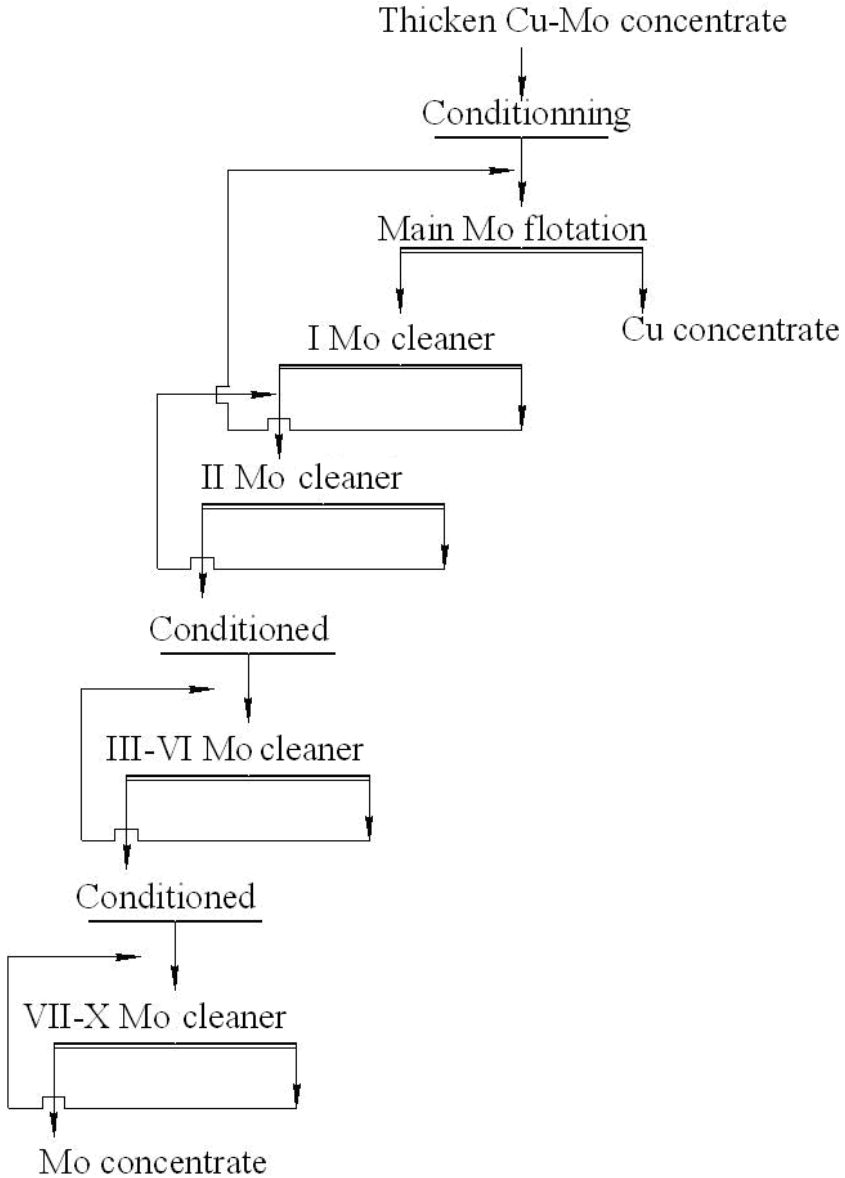 Thicken Cu-Mo concentrate
Conditionning
Main Mo flotation
Cu concentrate
I Mo cleaner
II Mo cleaner
Conditioned
III-VI Mo cleaner
Conditioned
VII-X Mo cleaner
Mo concentrate